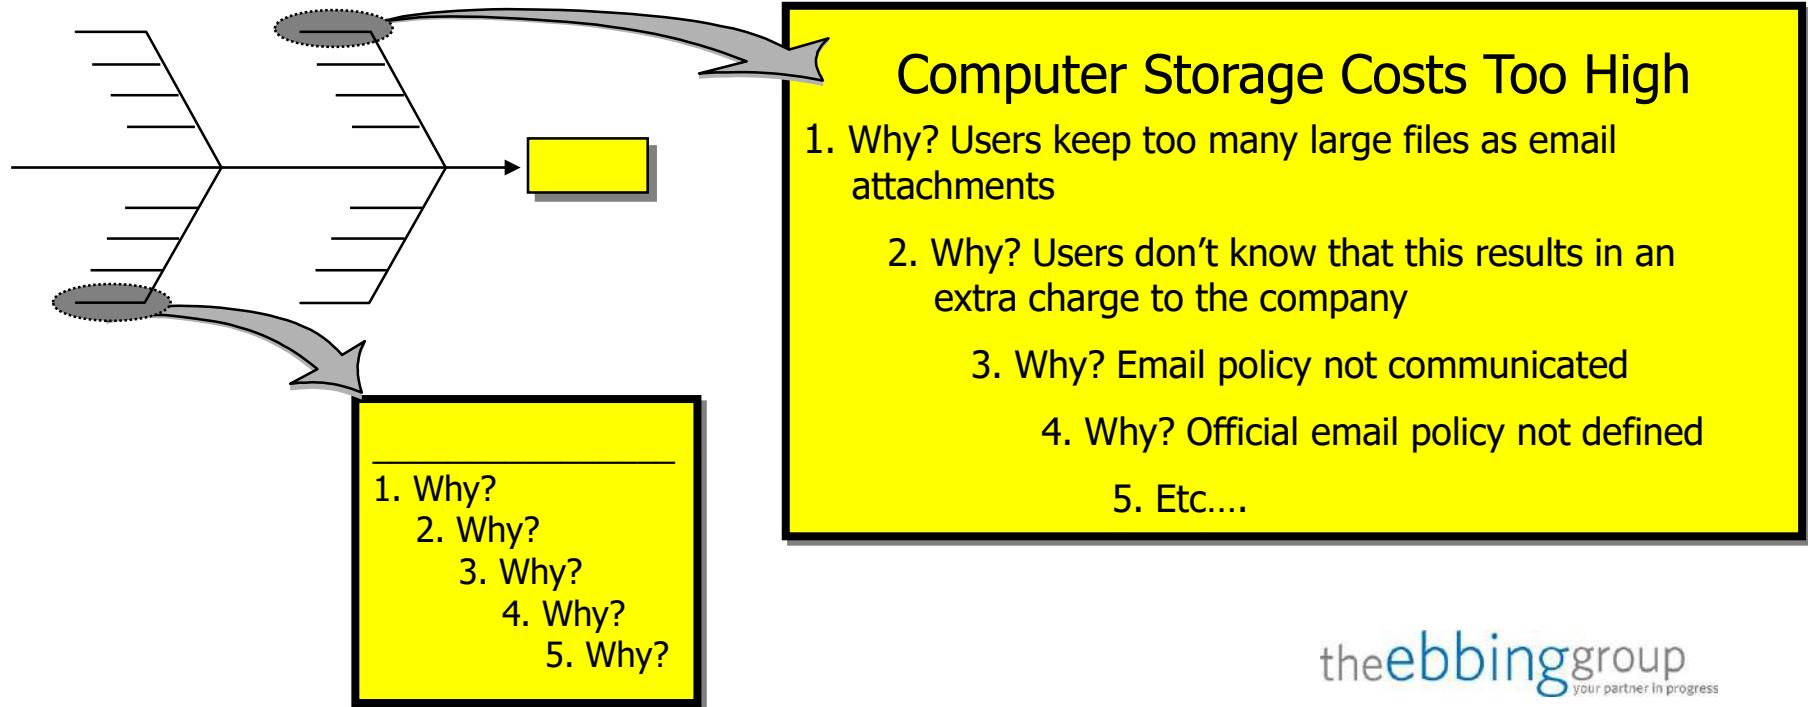 Computer Storage Costs Too High
1. Why? Users keep too many large files as email
attachments
2. Why? Users don’t know that this results in an
extra charge to the company
3. Why? Email policy not communicated
4. Why? Official email policy not defined
5. Etc….
1. Why?
2. Why?
3. Why?
4. Why?
5. Why?
theebbinggroup
your partner in progress